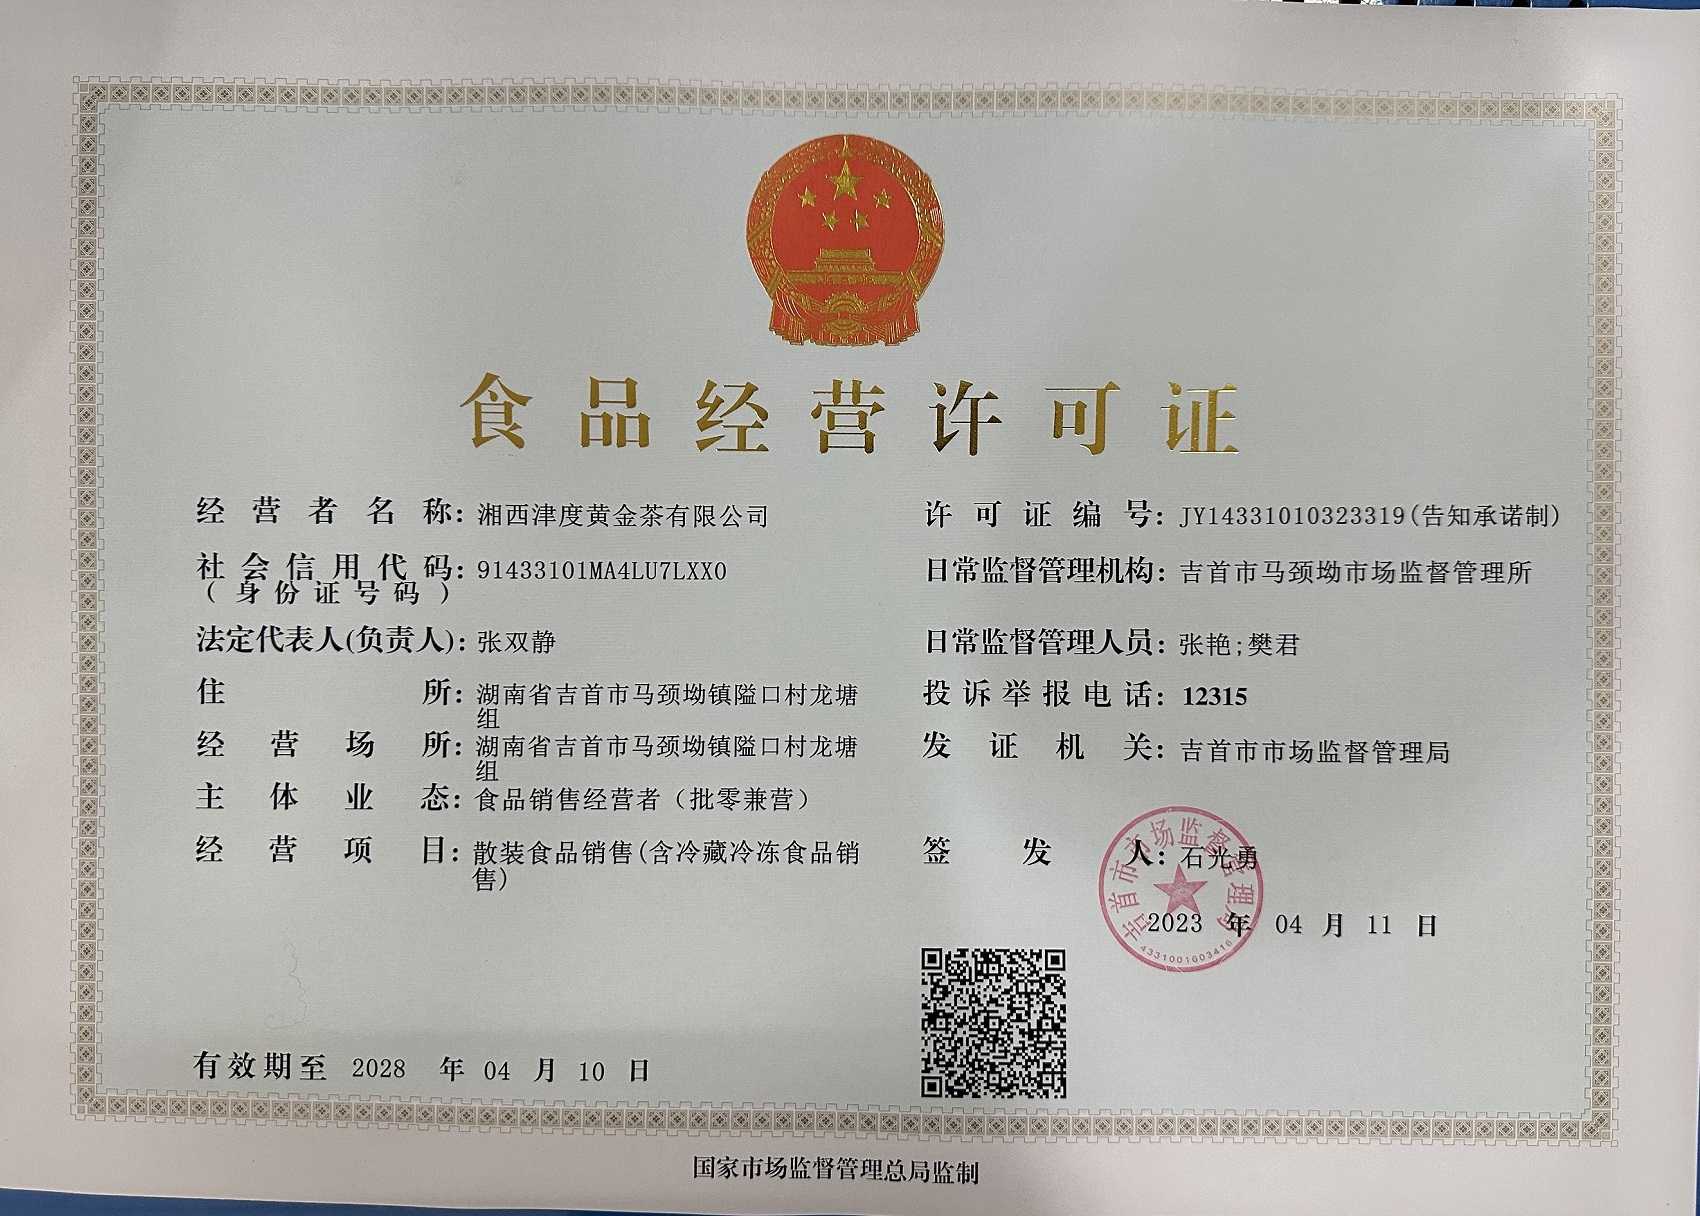 食品经营许可证
经营者名称：湘西津度黄金茶有限公司
社会信用代码：91433101MA4LU7LXX0
（身份证号码）
法定代表人(负责人)：张双静
住所：湖南省吉首市马颈坳镇隘口村龙塘
组
经营场所：湖南省吉首市马颈坳镇隘口村龙塘
组
主体业态：食品销售经营者（批零兼营）
经营项目：散装食品销售(含冷藏冷冻食品销
售)
许可证编号：JY14331010323319(告知承诺制)
日常监督管理机构：吉首市马颈坳市场监督管理所
日常监督管理人员：张艳;樊君
投诉举报电话：12315
发证机关：吉首市市场监督管理局
签发人：石光勇
吉首市市场监督管理局
4331001603416
2023 年 04 月 11 日
有效期至 2028 年 04 月 10 日
国家市场监督管理总局监制